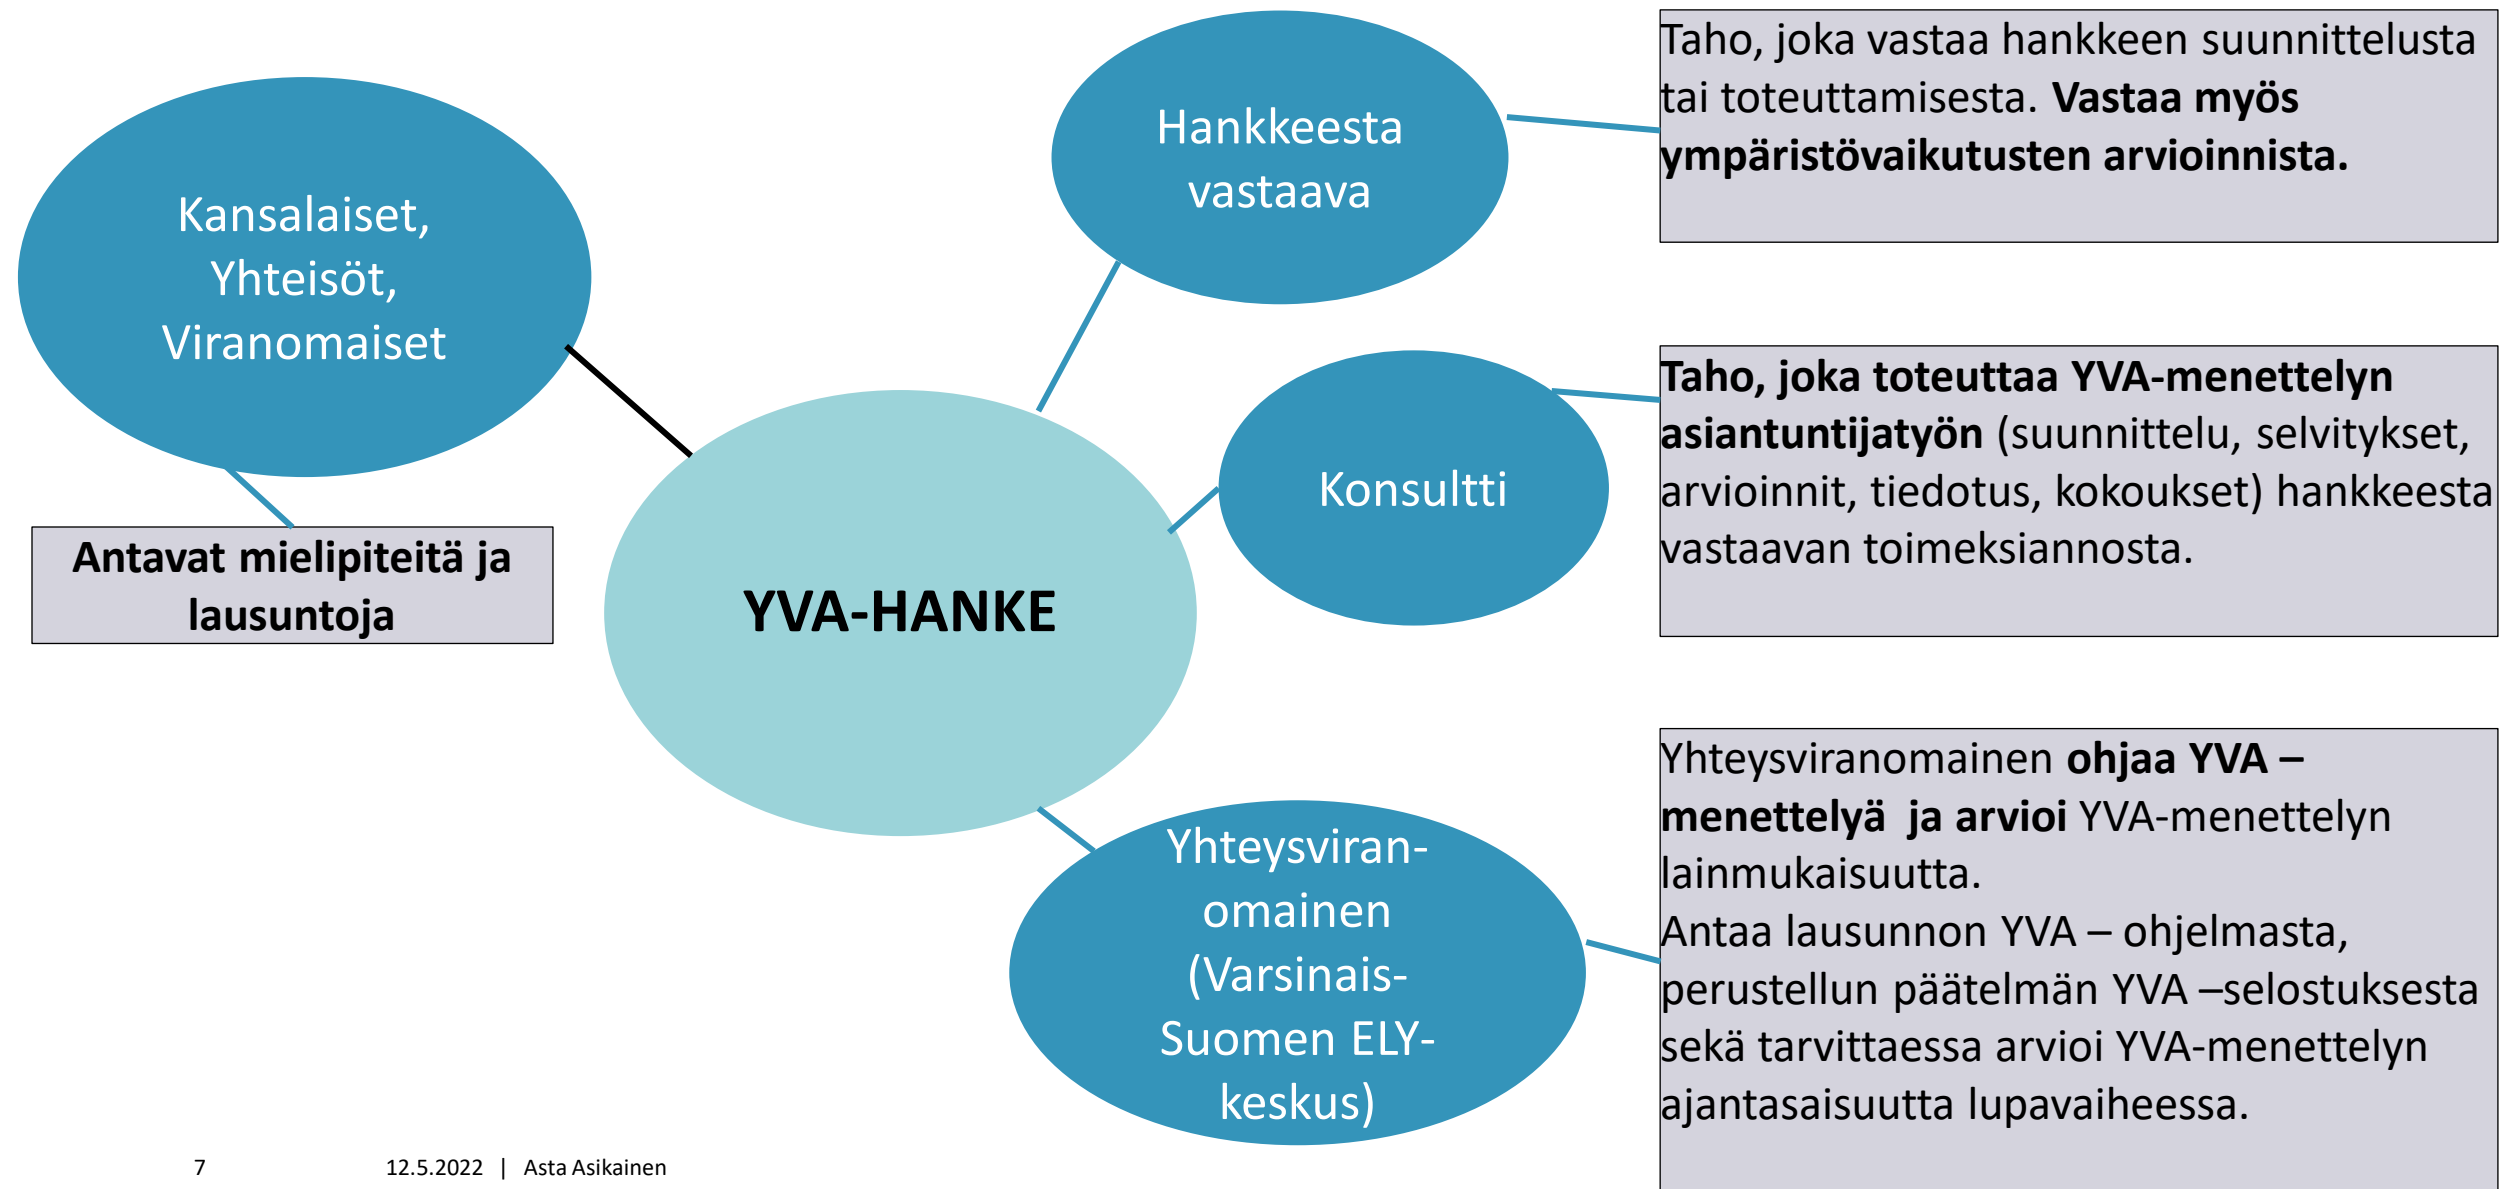 Kansalaiset,
Yhteisöt,
Viranomaiset
Antavat mielipiteitä ja
lausuntoja
YVA-HANKE
Hankkeesta
vastaava
Taho, joka vastaa hankkeen suunnittelusta
tai toteuttamisesta. Vastaa myös
ympäristövaikutusten arvioinnista.
Konsultti
Taho, joka toteuttaa YVA-menettelyn
asiantuntijatyön (suunnittelu, selvitykset,
arvioinnit, tiedotus, kokoukset) hankkeesta
vastaavan toimeksiannosta.
Yhteysviran-
omainen
(Varsinais-
Suomen ELY-
keskus)
Yhteysviranomainen ohjaa YVA –
menettelyä  ja arvioi YVA-menettelyn
lainmukaisuutta.
Antaa lausunnon YVA – ohjelmasta,
perustellun päätelmän YVA –selostuksesta
sekä tarvittaessa arvioi YVA-menettelyn
ajantasaisuutta lupavaiheessa.
7 12.5.2022 | Asta Asikainen